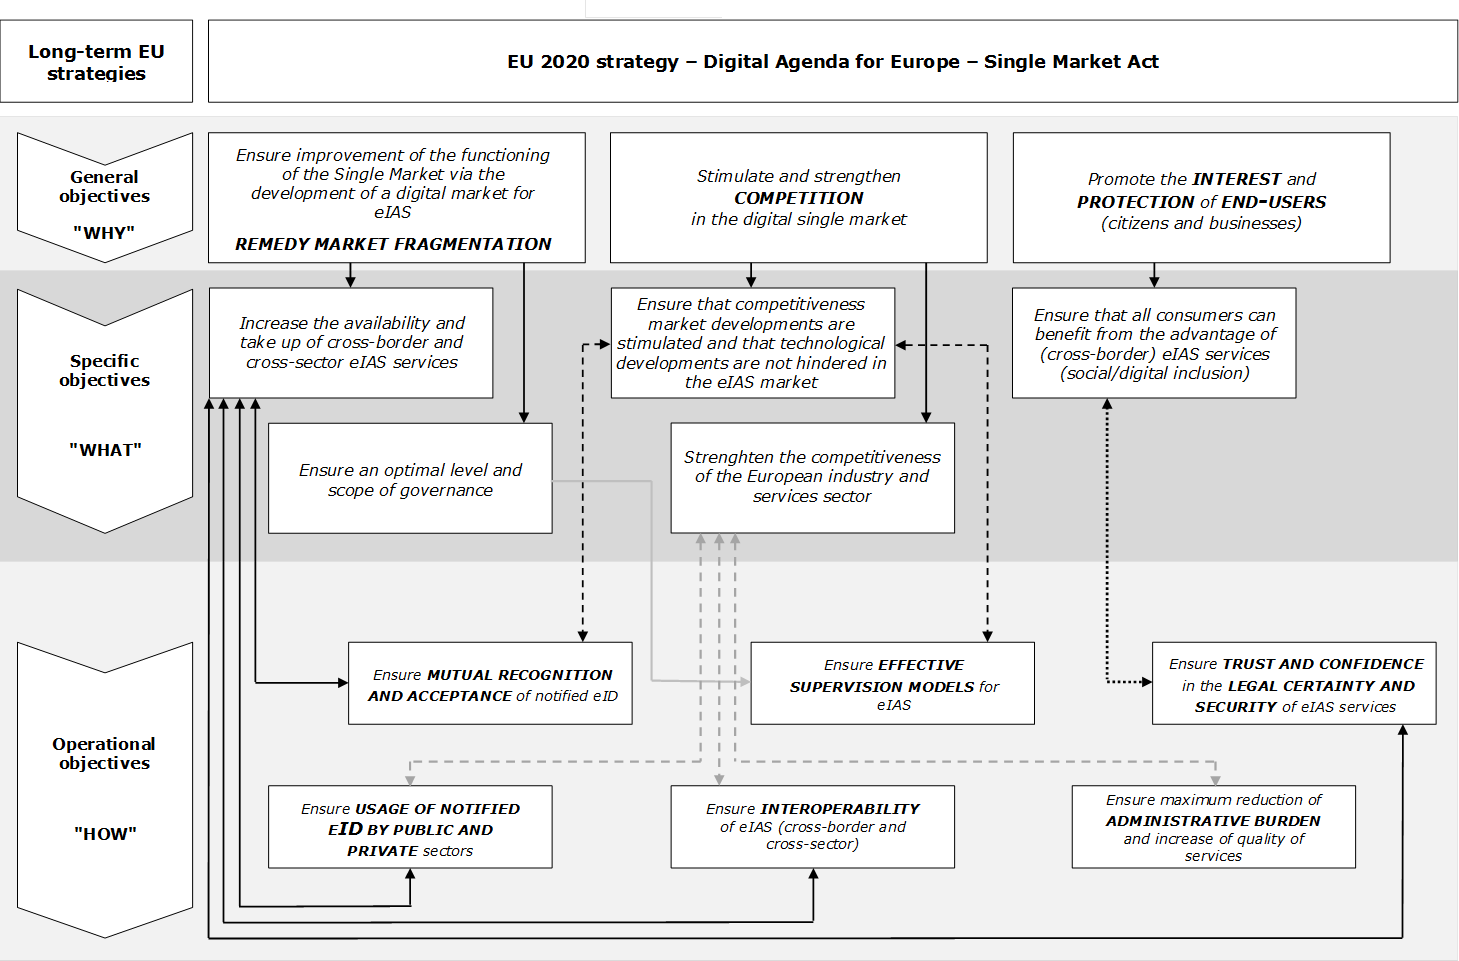 Long-term EU
strategies
EU 2020 strategy – Digital Agenda for Europe – Single Market Act
General
objectives
"WHY"
Ensure improvement of the functioning
of the Single Market via the
development of a digital market for
eIAS
REMEDY MARKET FRAGMENTATION
Stimulate and strengthen
COMPETITION
in the digital single market
Promote the INTEREST and
PROTECTION of END-USERS
(citizens and businesses)
Specific
objectives
"WHAT"
Increase the availability and
take up of cross-border and
cross-sector eIAS services
Ensure that competitiveness
market developments are
stimulated and that technological
developments are not hindered in
the eIAS market
Ensure that all consumers can
benefit from the advantage of
(cross-border) eIAS services
(social/digital inclusion)
Ensure an optimal level and
scope of governance
Strenghten the competitiveness
of the European industry and
services sector
Operational
objectives
"HOW"
Ensure MUTUAL RECOGNITION
AND ACCEPTANCE of notified eID
Ensure EFFECTIVE
SUPERVISION MODELS for
eIAS
Ensure TRUST AND CONFIDENCE
in the LEGAL CERTAINTY AND
SECURITY of eIAS services
Ensure USAGE OF NOTIFIED
EID BY PUBLIC AND
PRIVATE sectors
Ensure INTEROPERABILITY
of eIAS (cross-border and
cross-sector)
Ensure maximum reduction of
ADMINISTRATIVE BURDEN
and increase of quality of
services